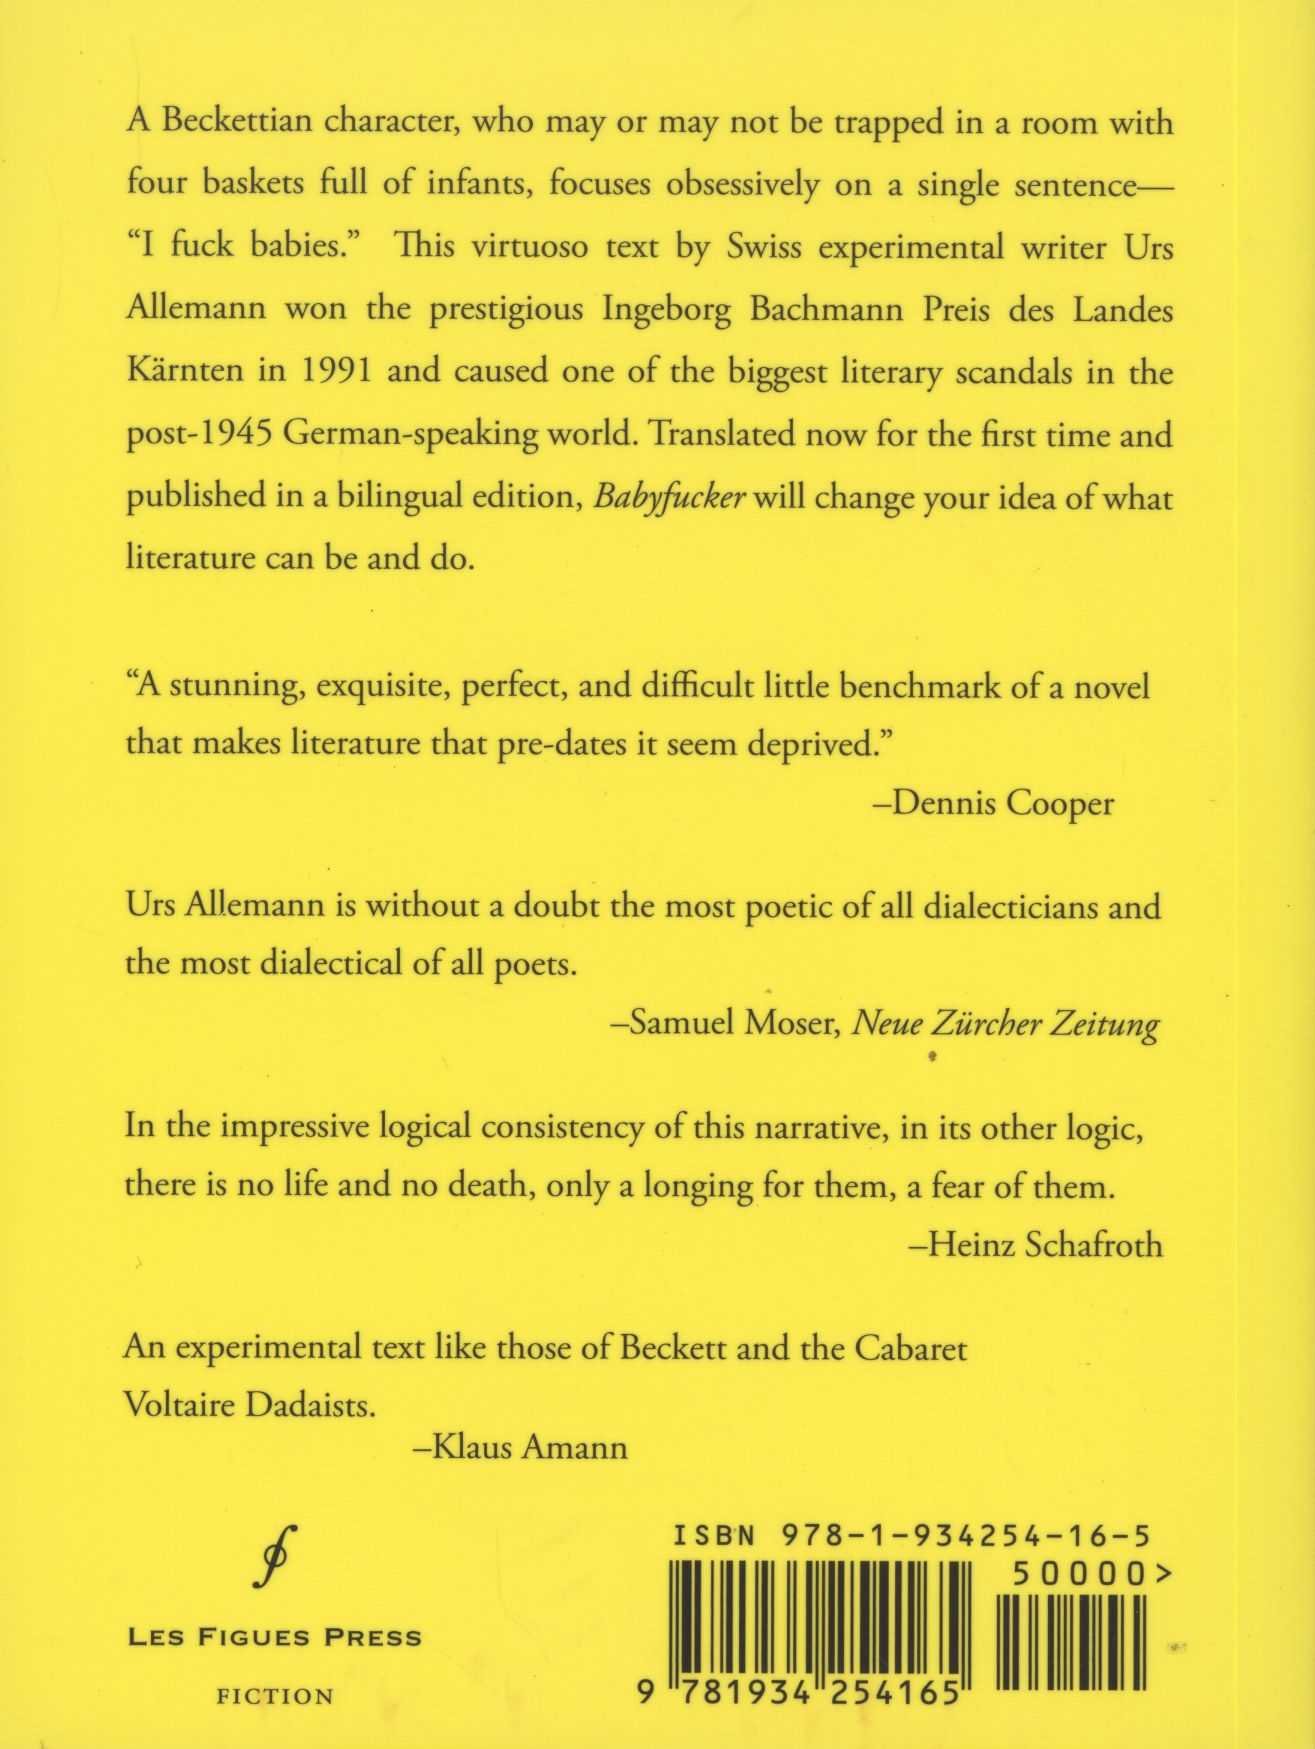 A Beckettian character, who may or may not be trapped in a room with
four baskets full of infants, focuses obsessively on a single sentence—
“I fuck babies.” This virtuoso text by Swiss experimental writer Urs
Allemann won the prestigious Ingeborg Bachmann Preis des Landes
Kärnten in 1991 and caused one of the biggest literary scandals in the
post-1945 German-speaking world. Translated now for the first time and
published in a bilingual edition, Babyfucker will change your idea of what
literature can be and do.
“A stunning, exquisite, perfect, and difficult little benchmark of a novel
that makes literature that pre-dates it seem deprived.”
–Dennis Cooper
Urs Allemann is without a doubt the most poetic of all dialecticians and
the most dialectical of all poets.
–Samuel Moser, Neue Zürcher Zeitung
In the impressive logical consistency of this narrative, in its other logic,
there is no life and no death, only a longing for them, a fear of them.
–Heinz Schafroth
An experimental text like those of Beckett and the Cabaret
Voltaire Dadaists.
–Klaus Amann
LES FIGUES PRESS
FICTION
ISBN 978-1-934254-16-5
50000>
9 781934 254165